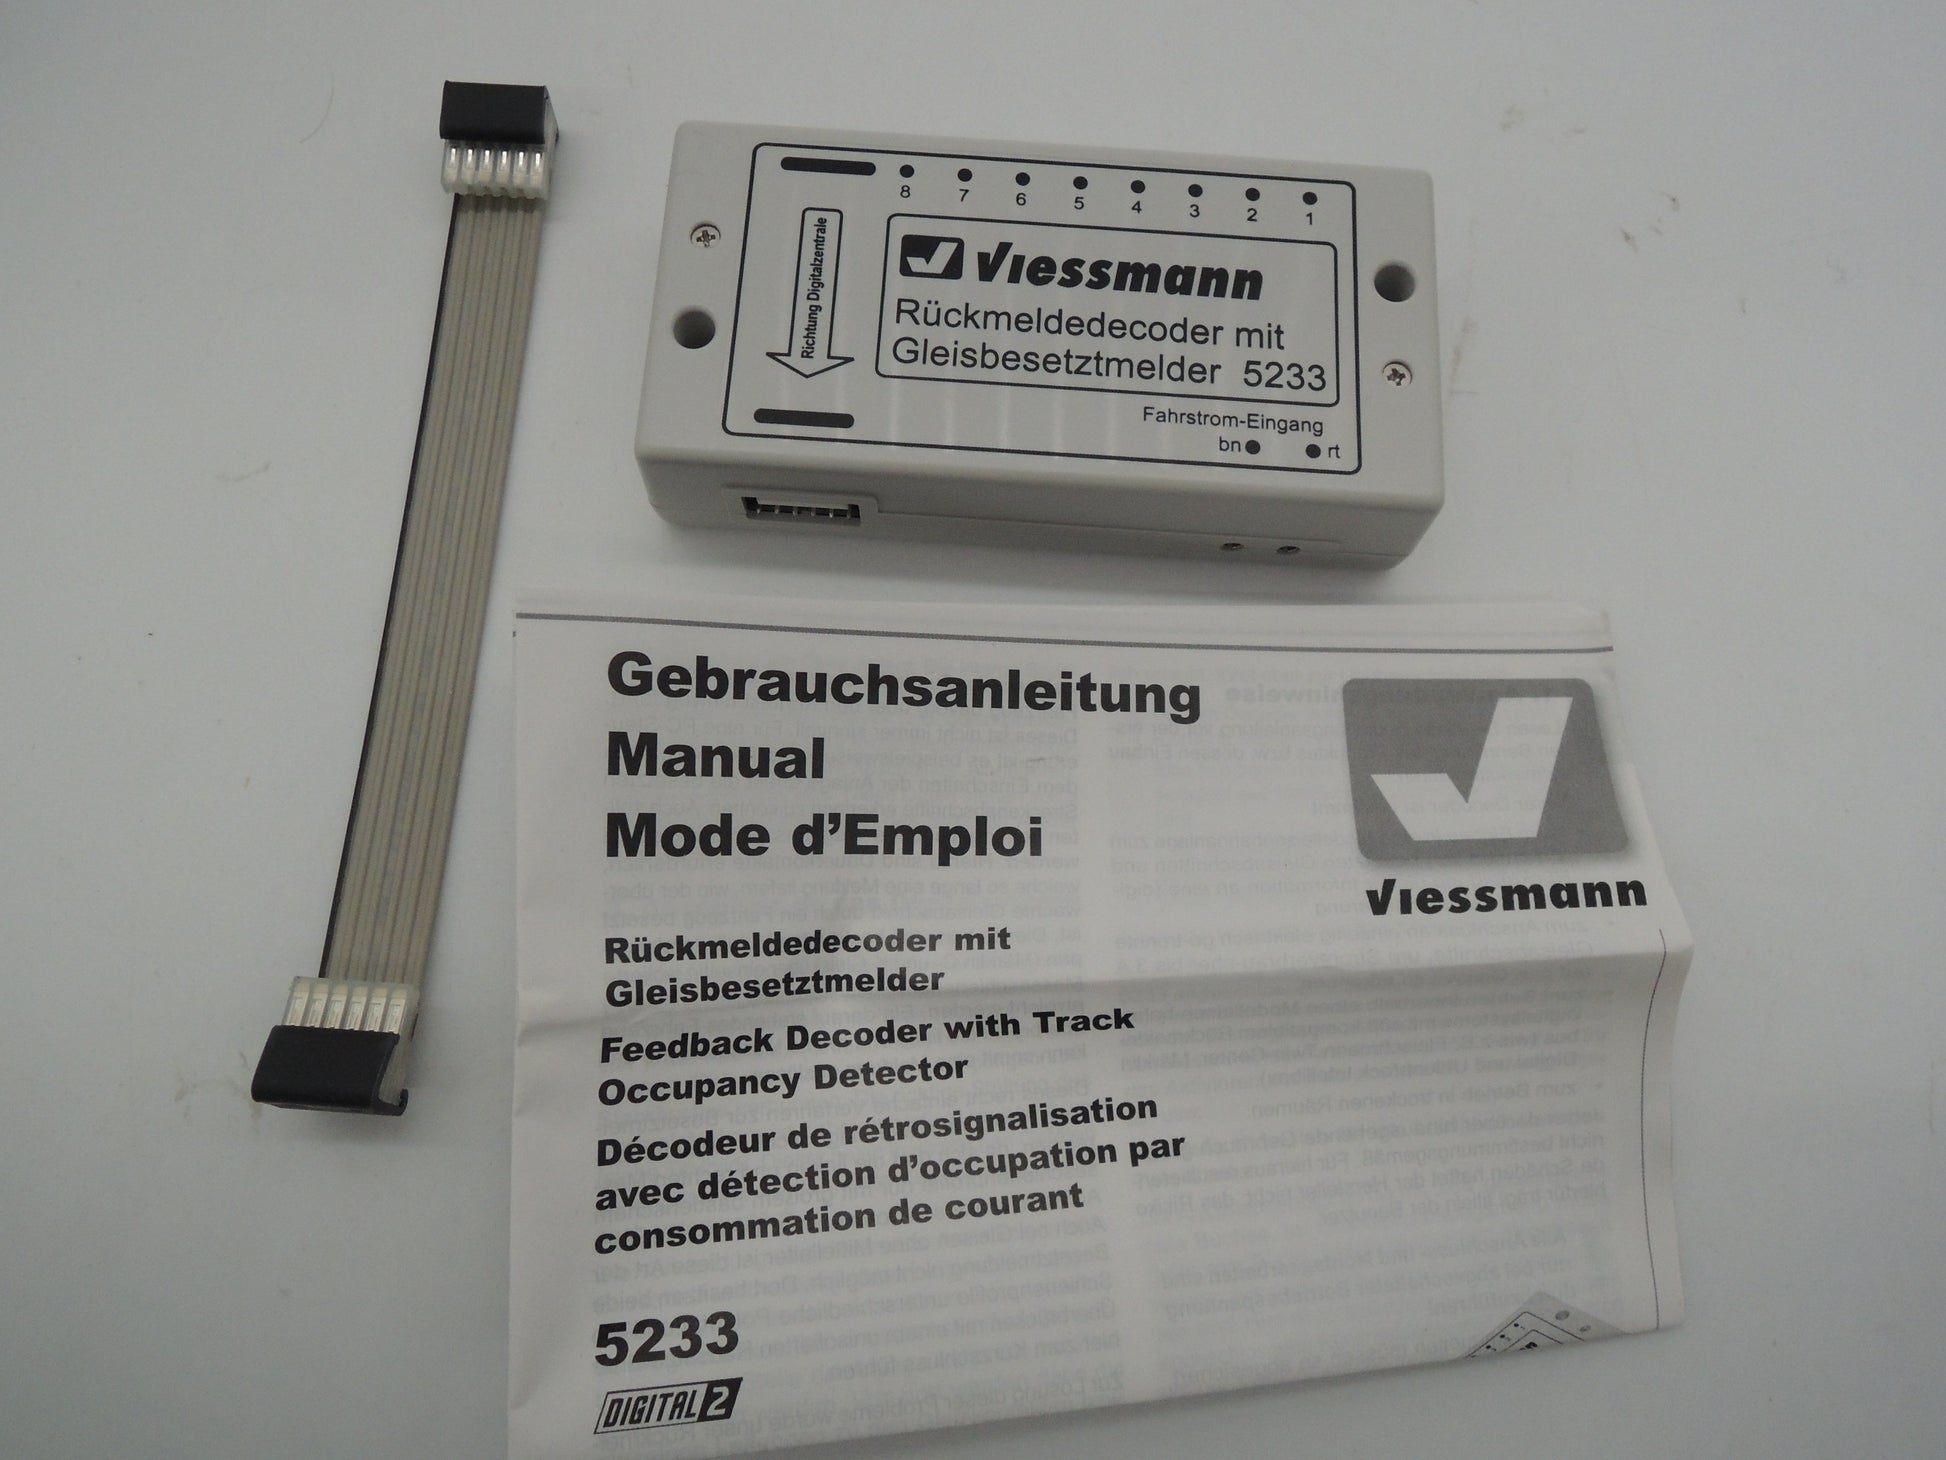 8 7 6 5 4 3 2 1
Richtung Digitalzentrale
Viessmann
Rückmeldedecoder mit
Gleisbesetztmelder 5233
Fahrstrom-Eingang
bn rt
Gebrauchsanleitung
Manual
Mode d’Emploi
Viessmann
Rückmeldedecoder mit
Gleisbesetztmelder
Feedback Decoder with Track
Occupancy Detector
Décodeur de rétrosignalisation
avec détection d’occupation par
consommation de courant
5233
DIGITAL 2